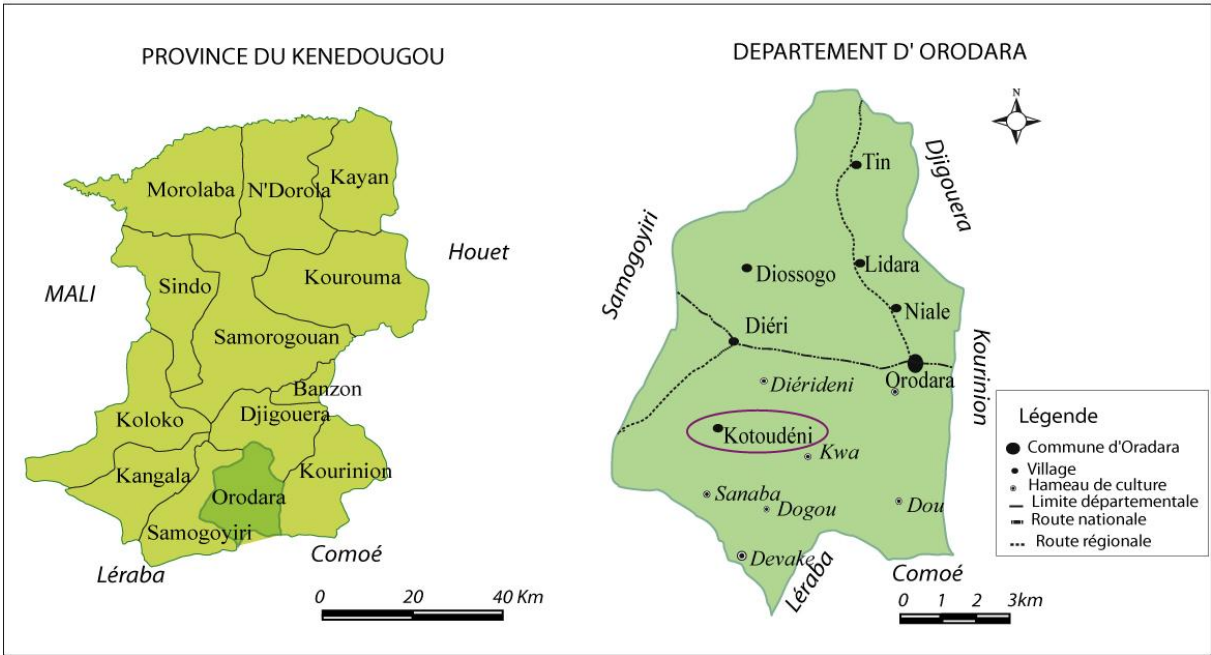 PROVINCE DU KENEDOUGOU
Morolaba
N'Dorola
Kayan
Houet
Kourouma
Sindo
MALI
Samorogouan
Banzon
Koloko
Djigouera
Kangala
Kourinion
Orodara
Samogoyiri
Comoé
Léraba
0 20 40 Km
DEPARTEMENT D' ORODARA
N
Tin
Djigouera
Samogoyiri
Diossogo
Lidara
Niale
Diéri
Kourinion
Orodara
Diérideni
Kotoudéni
Kwa
Sanaba
Dogou
Dou
Devake
Léraba
Comoé
0 1 2 3km
Légende
Commune d'Oradara
Village
Hameau de culture
Limite départementale
Route nationale
Route régionale